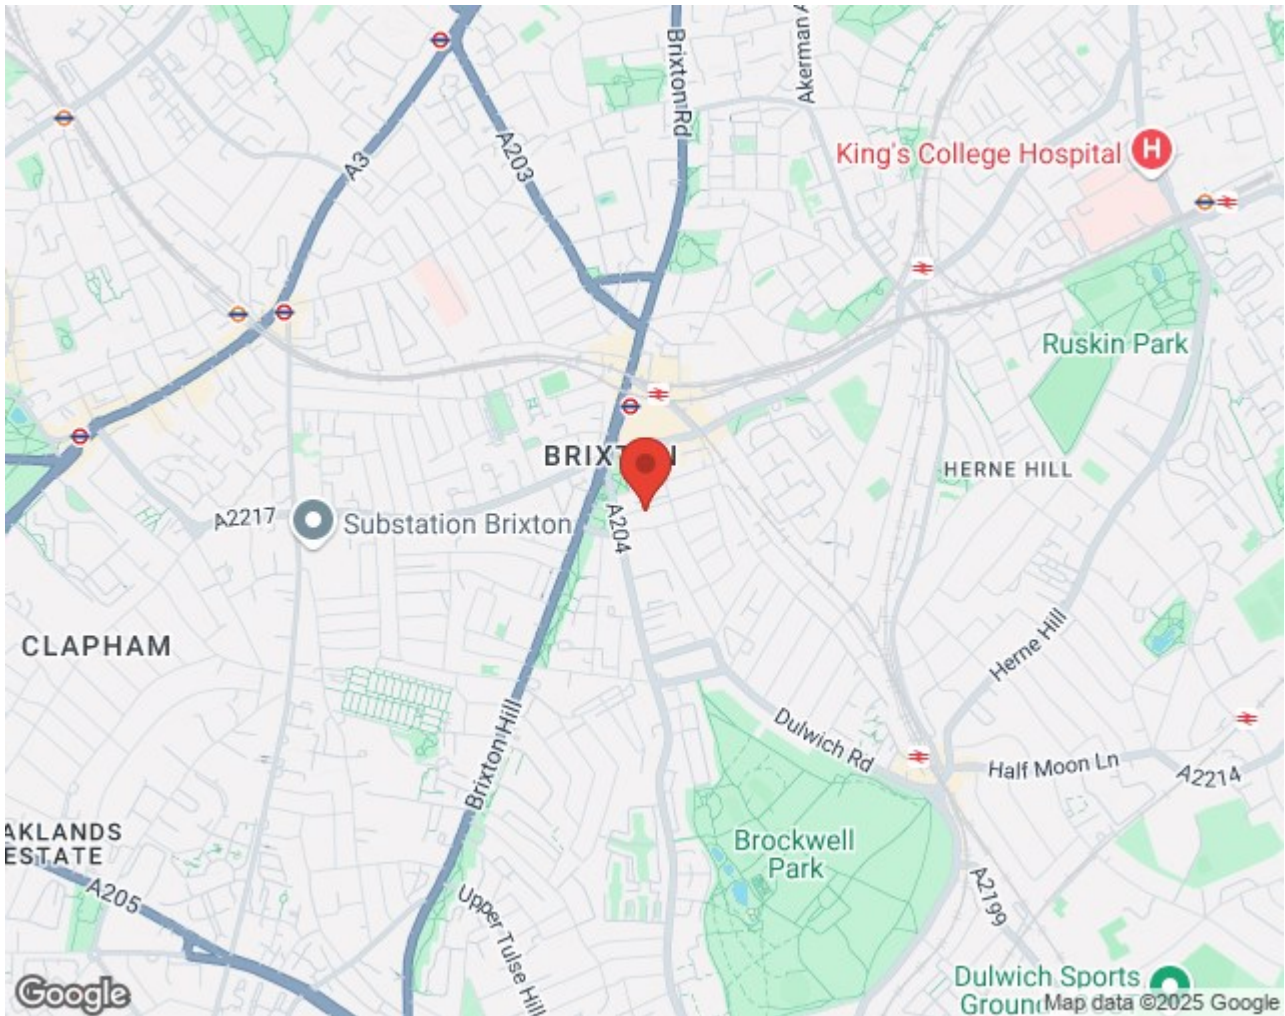 Brixton Rd
Akerman
A203
A3
King's College Hospital
H
Ruskin Park
BRIX
N
HERNE HILL
A204
A2217
Substation Brixton
CLAPHAM
Herne Hill
Brixton Hill
Dulwich Rd
Half Moon Ln
A2214
AKLANDS
ESTATE
Brockwell
Park
A205
Upper Tulse Hill
A2199
Dulwich Sports
Ground
Google
Map data ©2025 Google